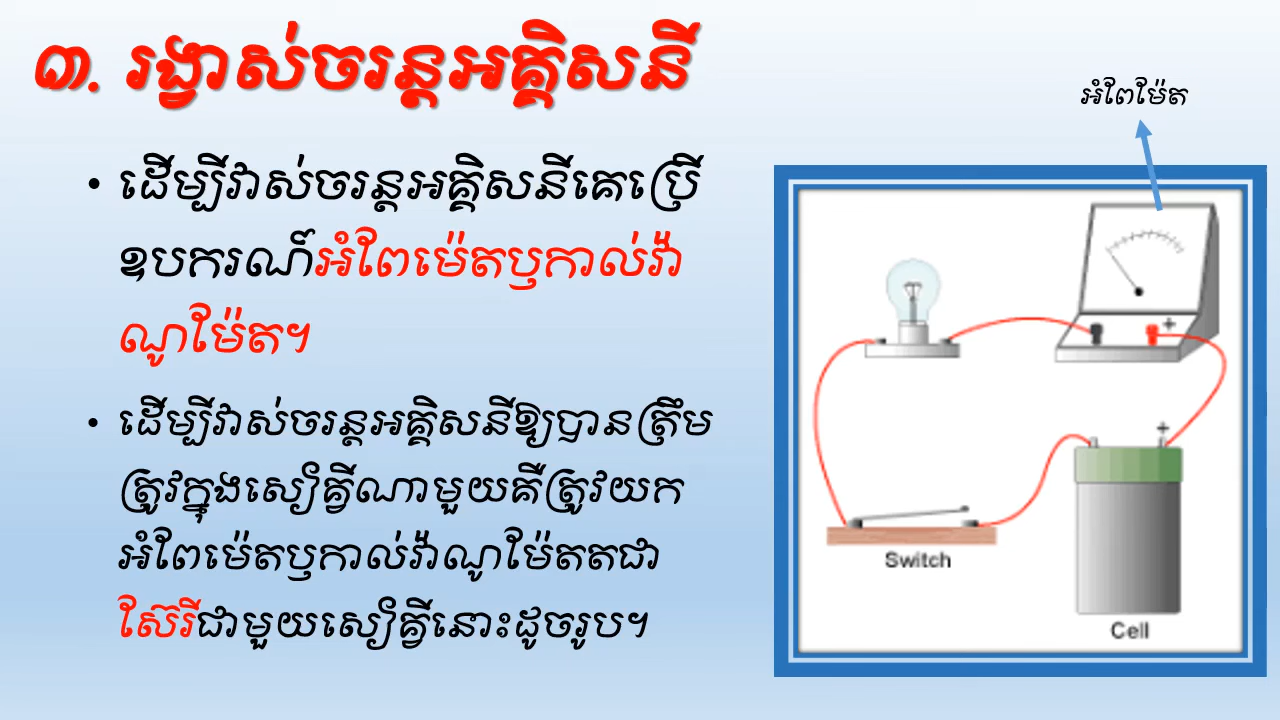 ៣. រង្វាស់ចរន្តអគ្គិសនី
អំពែម៉ែត
• ដើម្បីវាស់ចរន្តអគ្គិសនីគេប្រើ
ឧបករណ៍អំពែម៉េតឬកាល់វ៉ា
ណូម៉ែត។
• ដើម្បីវាស់ចរន្តអគ្គិសនីឱ្យបានត្រឹម
ត្រូវក្នុងសៀគ្វីណាមួយគឺត្រូវយក
អំពែម៉េតឬកាល់វ៉ាណូម៉ែតតជា
ស៊ែរីជាមួយសៀគ្វីនោះដូចរូប។
+
+
Switch
Cell